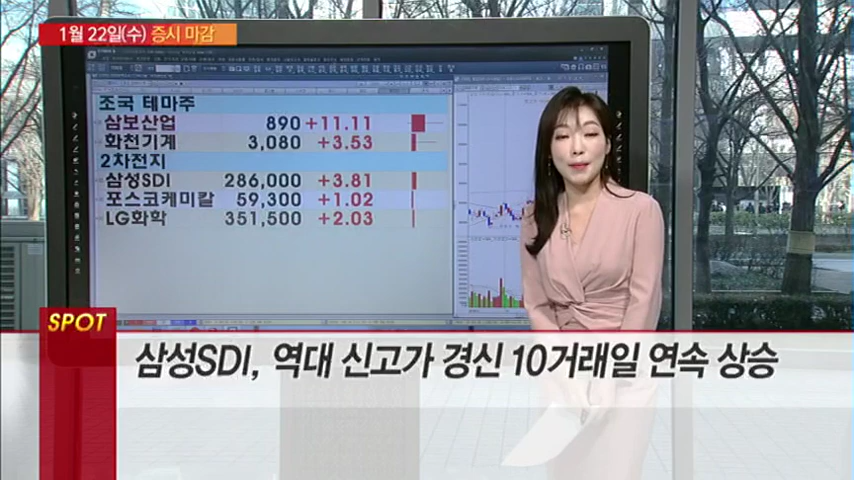 1월 22일(수) 증시 마감
조국 테마주
삼보산업 890 +11.11
화천기계 3,080 +3.53
2차전지
삼성SDI 286,000 +3.81
포스코케미칼 59,300 +1.02
LG화학 351,500 +2.03
SPOT
삼성SDI, 역대 신고가 경신 10거래일 연속 상승